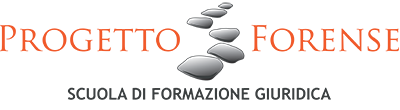 PROGETTO FORENSE
SCUOLA DI FORMAZIONE GIURIDICA